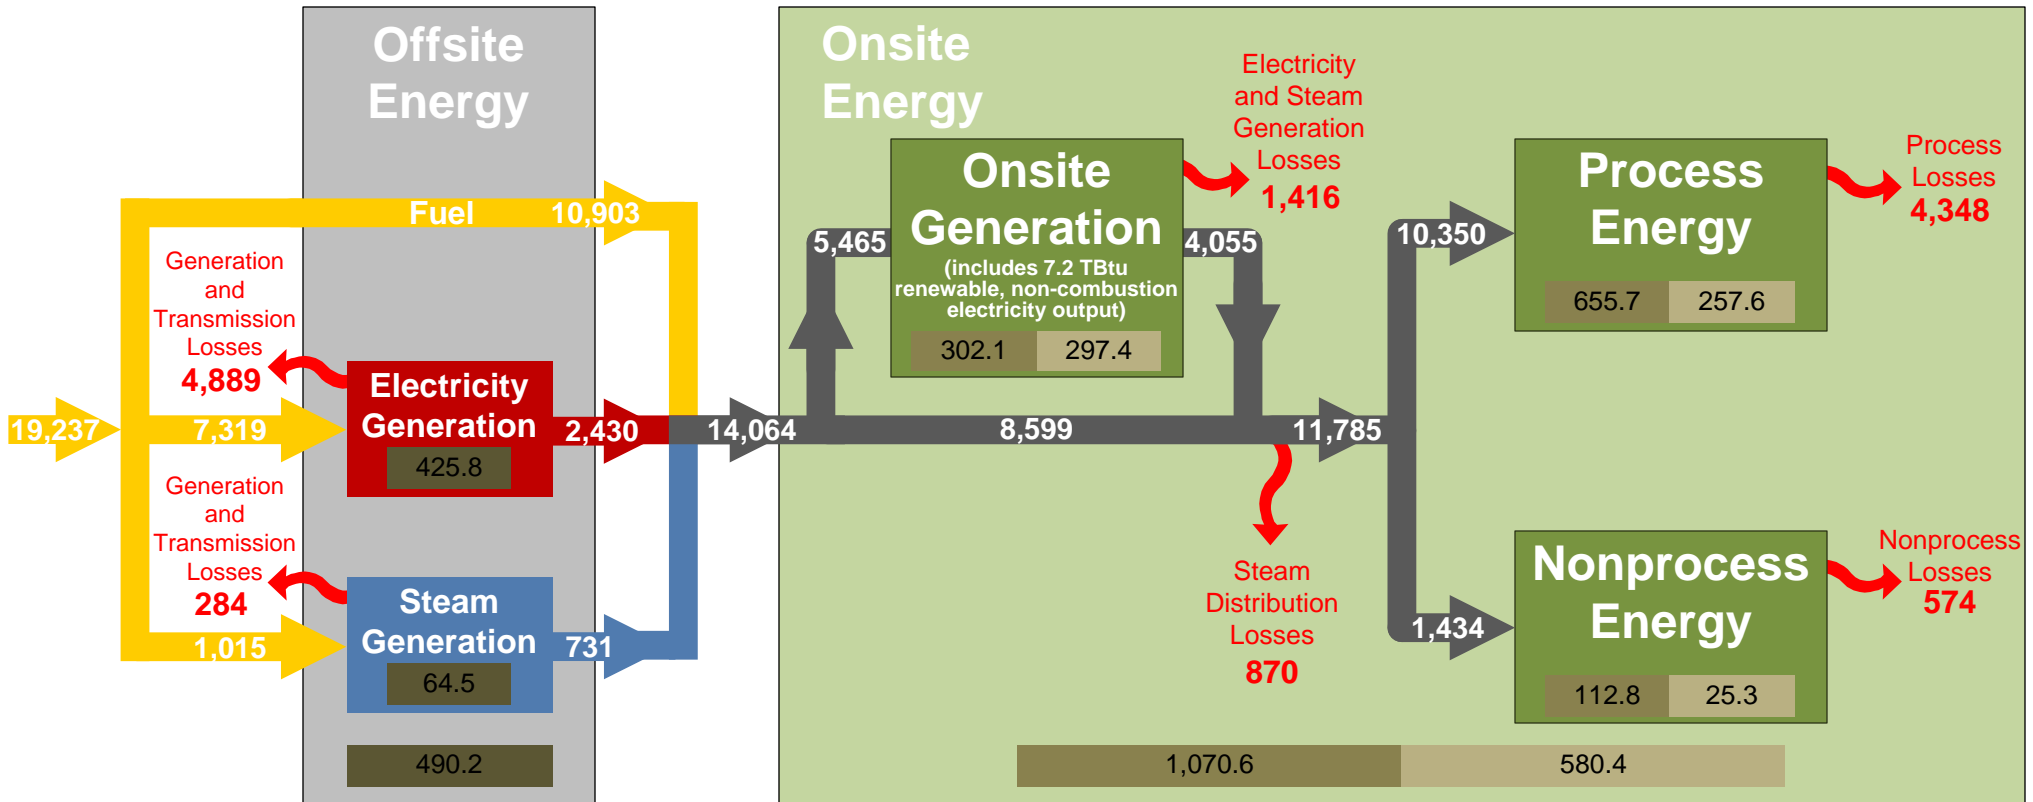 Offsite
Energy
Onsite
Energy
Electricity
and Steam
Generation
Losses
1,416
Onsite
Generation
(includes 7.2 TBtu
renewable, non-combustion
electricity output)
302.1
297.4
Process
Energy
655.7
257.6
Process
Losses
4,348
Fuel
10,903
5,465
4,055
10,350
Generation
and
Transmission
Losses
4,889
Electricity
Generation
425.8
19,237
7,319
2,430
14,064
8,599
11,785
Generation
and
Transmission
Losses
284
Steam
Generation
64.5
1,015
731
Steam
Distribution
Losses
870
1,434
Nonprocess
Energy
112.8
25.3
Nonprocess
Losses
574
490.2
1,070.6
580.4